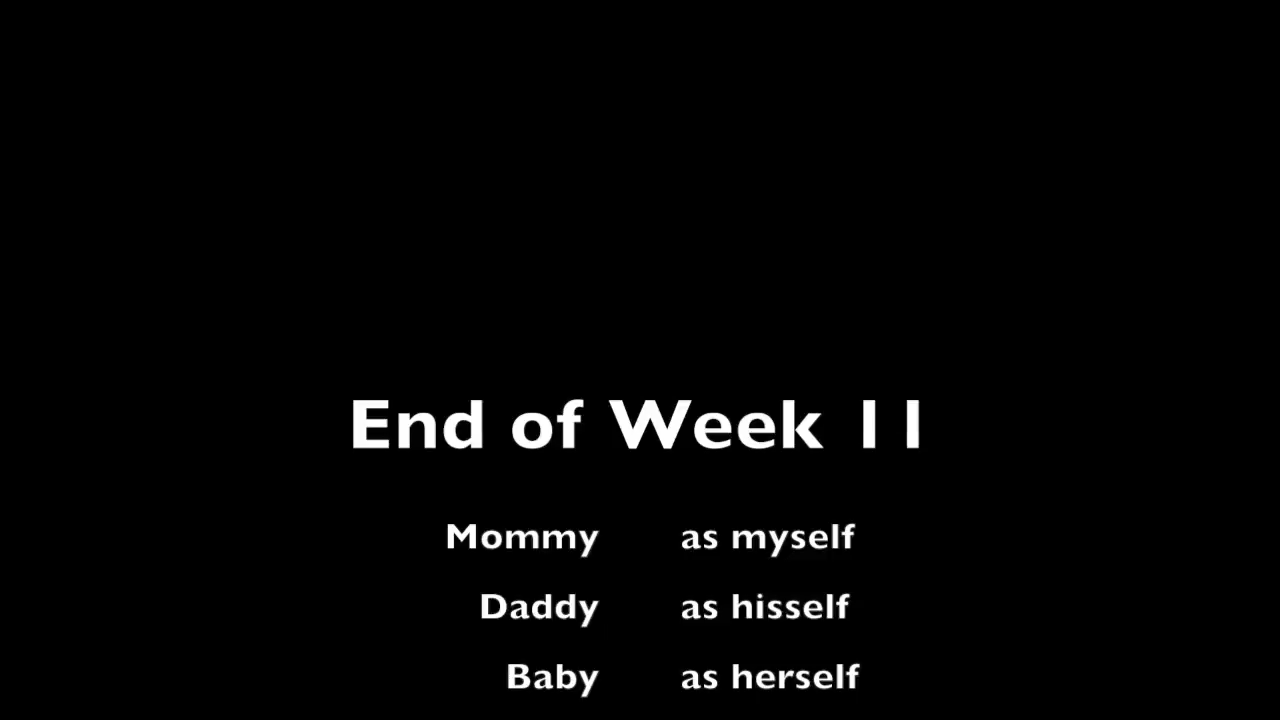 End of Week 11
Mommy as myself
Daddy as hisself
Baby as herself